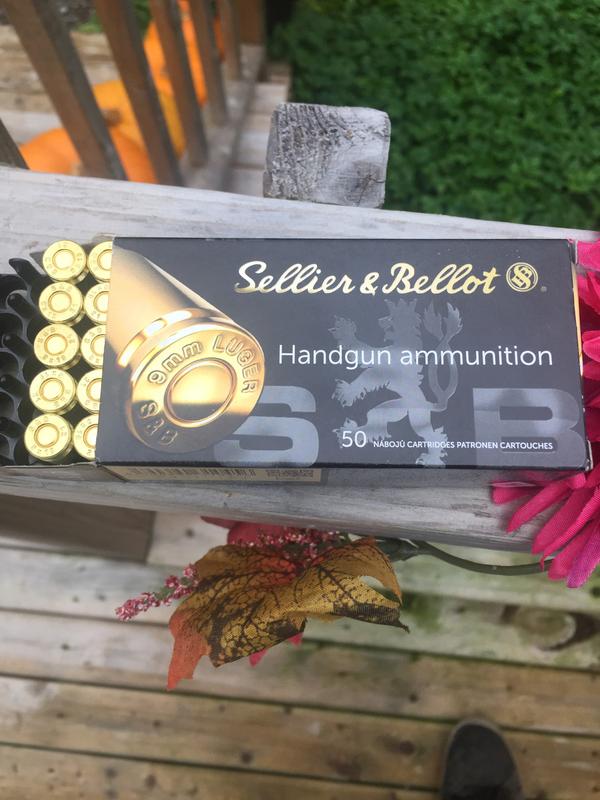 Sellier & Bellot S&B ®
Handgun ammunition
9mm LUGER
S&B
S&B
50 NÁBOJŮ CARTRIDGES PATRONEN CARTOUCHES